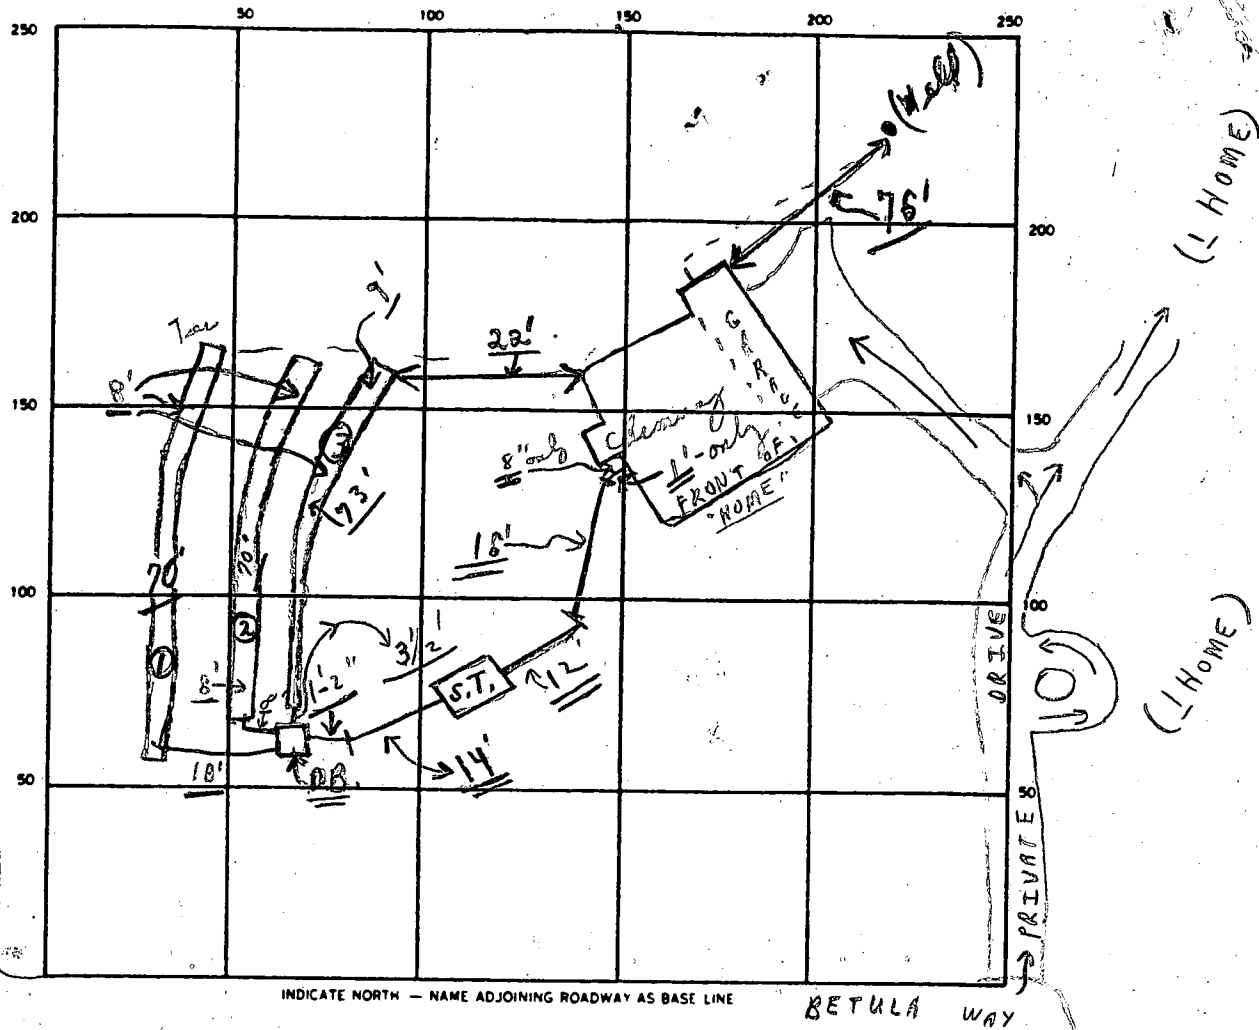 50 100 150 200 250
250
(Well)
(1 HOME)
200
76'
200
9'
22'
8'
GARAGE
150
150
Chimney
③
8" only
1'-only
FRONT OF
"HOME"
73'
16'
70'
70'
100
100
②
3 1/2'
①
1'-2"
S.T.
12'
8'
DRIVE
(1 HOME)
18'
D.B.
14'
50
50
PRIVATE
INDICATE NORTH — NAME ADJOINING ROADWAY AS BASE LINE
BETULA WAY